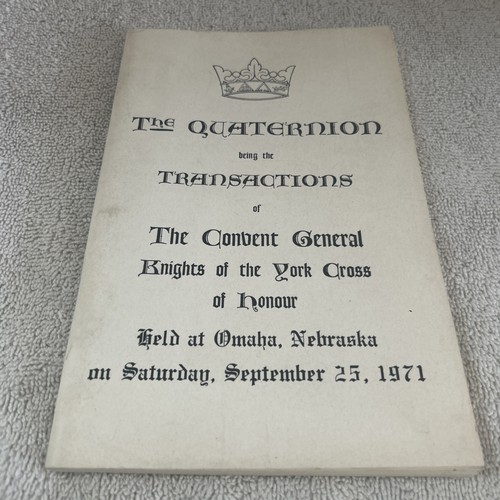 The QUATERNION
being the
TRANSACTIONS
of
The Convent General
Knights of the York Cross
of Honour
Held at Omaha, Nebraska
on Saturday, September 25, 1971